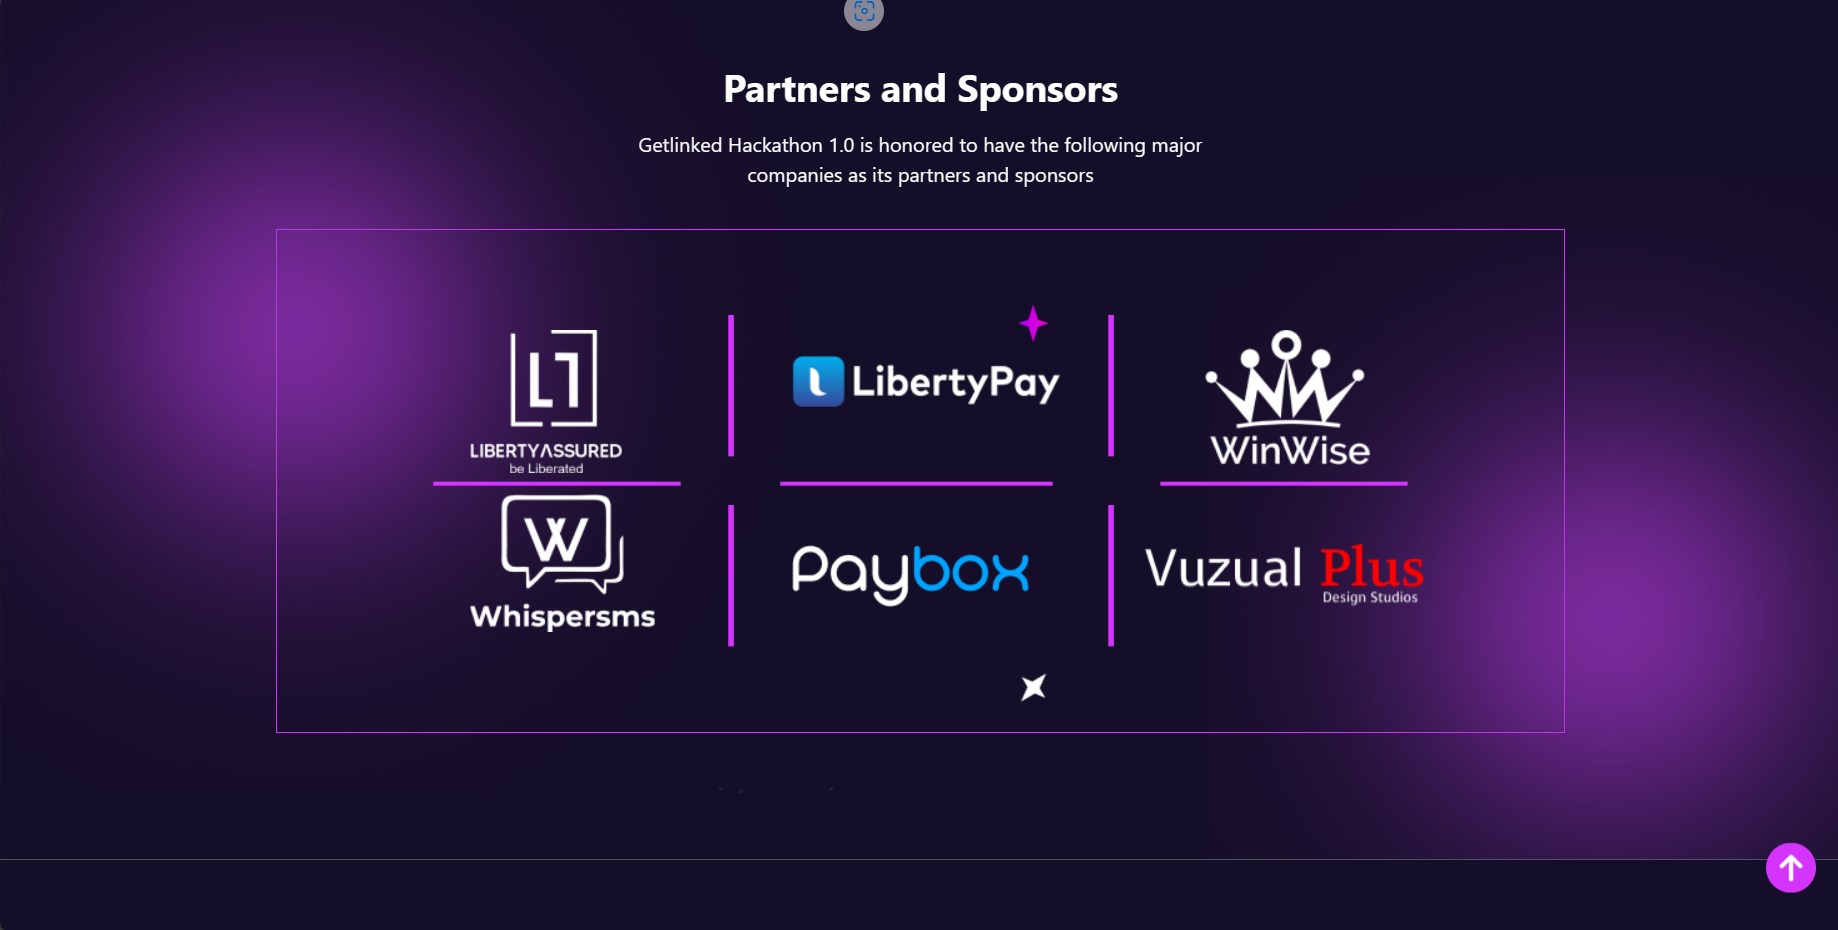 Partners and Sponsors
Getlinked Hackathon 1.0 is honored to have the following major
companies as its partners and sponsors
LIBERTYASSURED
be Liberated
LibertyPay
WinWise
W
Whispersms
Paybox
Vuzual Plus
Design Studios